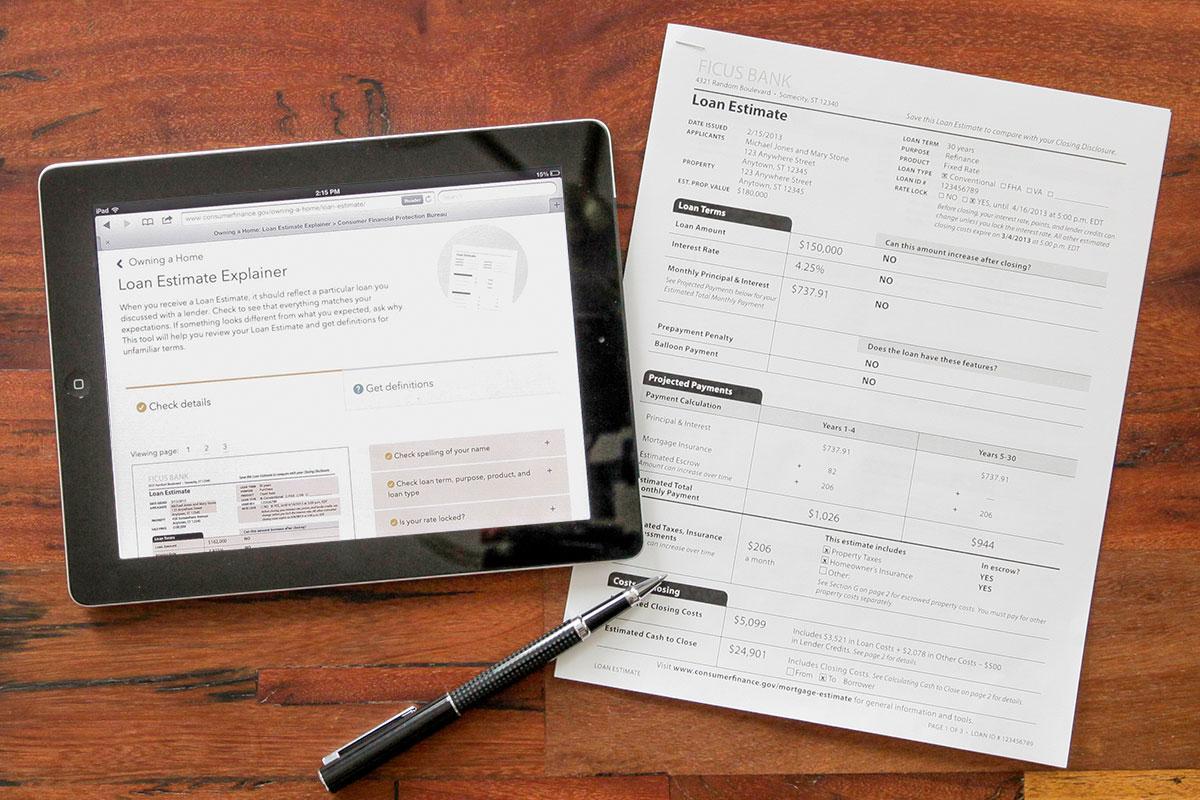 iPad
2:15 PM
15%
www.consumerfinance.gov/owning-a-home/loan-estimate/
Reader
Search
Owning a Home: Loan Estimate Explainer > Consumer Financial Protection Bureau
Owning a Home
Loan Estimate Explainer
When you receive a Loan Estimate, it should reflect a particular loan you
discussed with a lender. Check to see that everything matches your
expectations. If something looks different from what you expected, ask why.
This tool will help you review your Loan Estimate and get definitions for
unfamiliar terms.
Check details
? Get definitions
Viewing page: 1 2 3
FICUS BANK
Loan Estimate
Loan Terms
Loan Amount
$162,000
NO
Can this amount increase after closing?
Check spelling of your name +
Check loan term, purpose, product, and
loan type +
Is your rate locked? +
FICUS BANK
4321 Random Boulevard • Somecity, ST 12340
Save this Loan Estimate to compare with your Closing Disclosure.
Loan Estimate
DATE ISSUED 2/15/2013
APPLICANTS Michael Jones and Mary Stone
123 Anywhere Street
Anytown, ST 12345
PROPERTY 123 Anywhere Street
Anytown, ST 12345
EST. PROP. VALUE $180,000
LOAN TERM 30 years
PURPOSE Refinance
PRODUCT Fixed Rate
LOAN TYPE x Conventional FHA VA
LOAN ID # 123456789
RATE LOCK NO x YES, until 4/16/2013 at 5:00 p.m. EDT
Before closing, your interest rate, points, and lender credits can
change unless you lock the interest rate. All other estimated
closing costs expire on 3/4/2013 at 5:00 p.m. EDT
Loan Terms
Can this amount increase after closing?
Loan Amount $150,000 NO
Interest Rate 4.25% NO
Monthly Principal & Interest $737.91 NO
See Projected Payments below for your
Estimated Total Monthly Payment
Does the loan have these features?
Prepayment Penalty NO
Balloon Payment NO
Projected Payments
Payment Calculation Years 1-4 Years 5-30
Principal & Interest $737.91 $737.91
Mortgage Insurance + 82 + —
Estimated Escrow + 206 + 206
Amount can increase over time
Estimated Total
Monthly Payment $1,026 $944
ated Taxes, Insurance
ssments
can increase over time
$206
a month
This estimate includes In escrow?
x Property Taxes YES
x Homeowner's Insurance YES
Other:
See Section G on page 2 for escrowed property costs. You must pay for other
property costs separately.
Costs losing
ed Closing Costs $5,099
Includes $3,521 in Loan Costs + $2,078 in Other Costs – $500
in Lender Credits. See page 2 for details.
Estimated Cash to Close $24,901
Includes Closing Costs. See Calculating Cash to Close on page 2 for details.
From x To Borrower
Visit www.consumerfinance.gov/mortgage-estimate for general information and tools.
LOAN ESTIMATE
PAGE 1 OF 3 • LOAN ID # 123456789